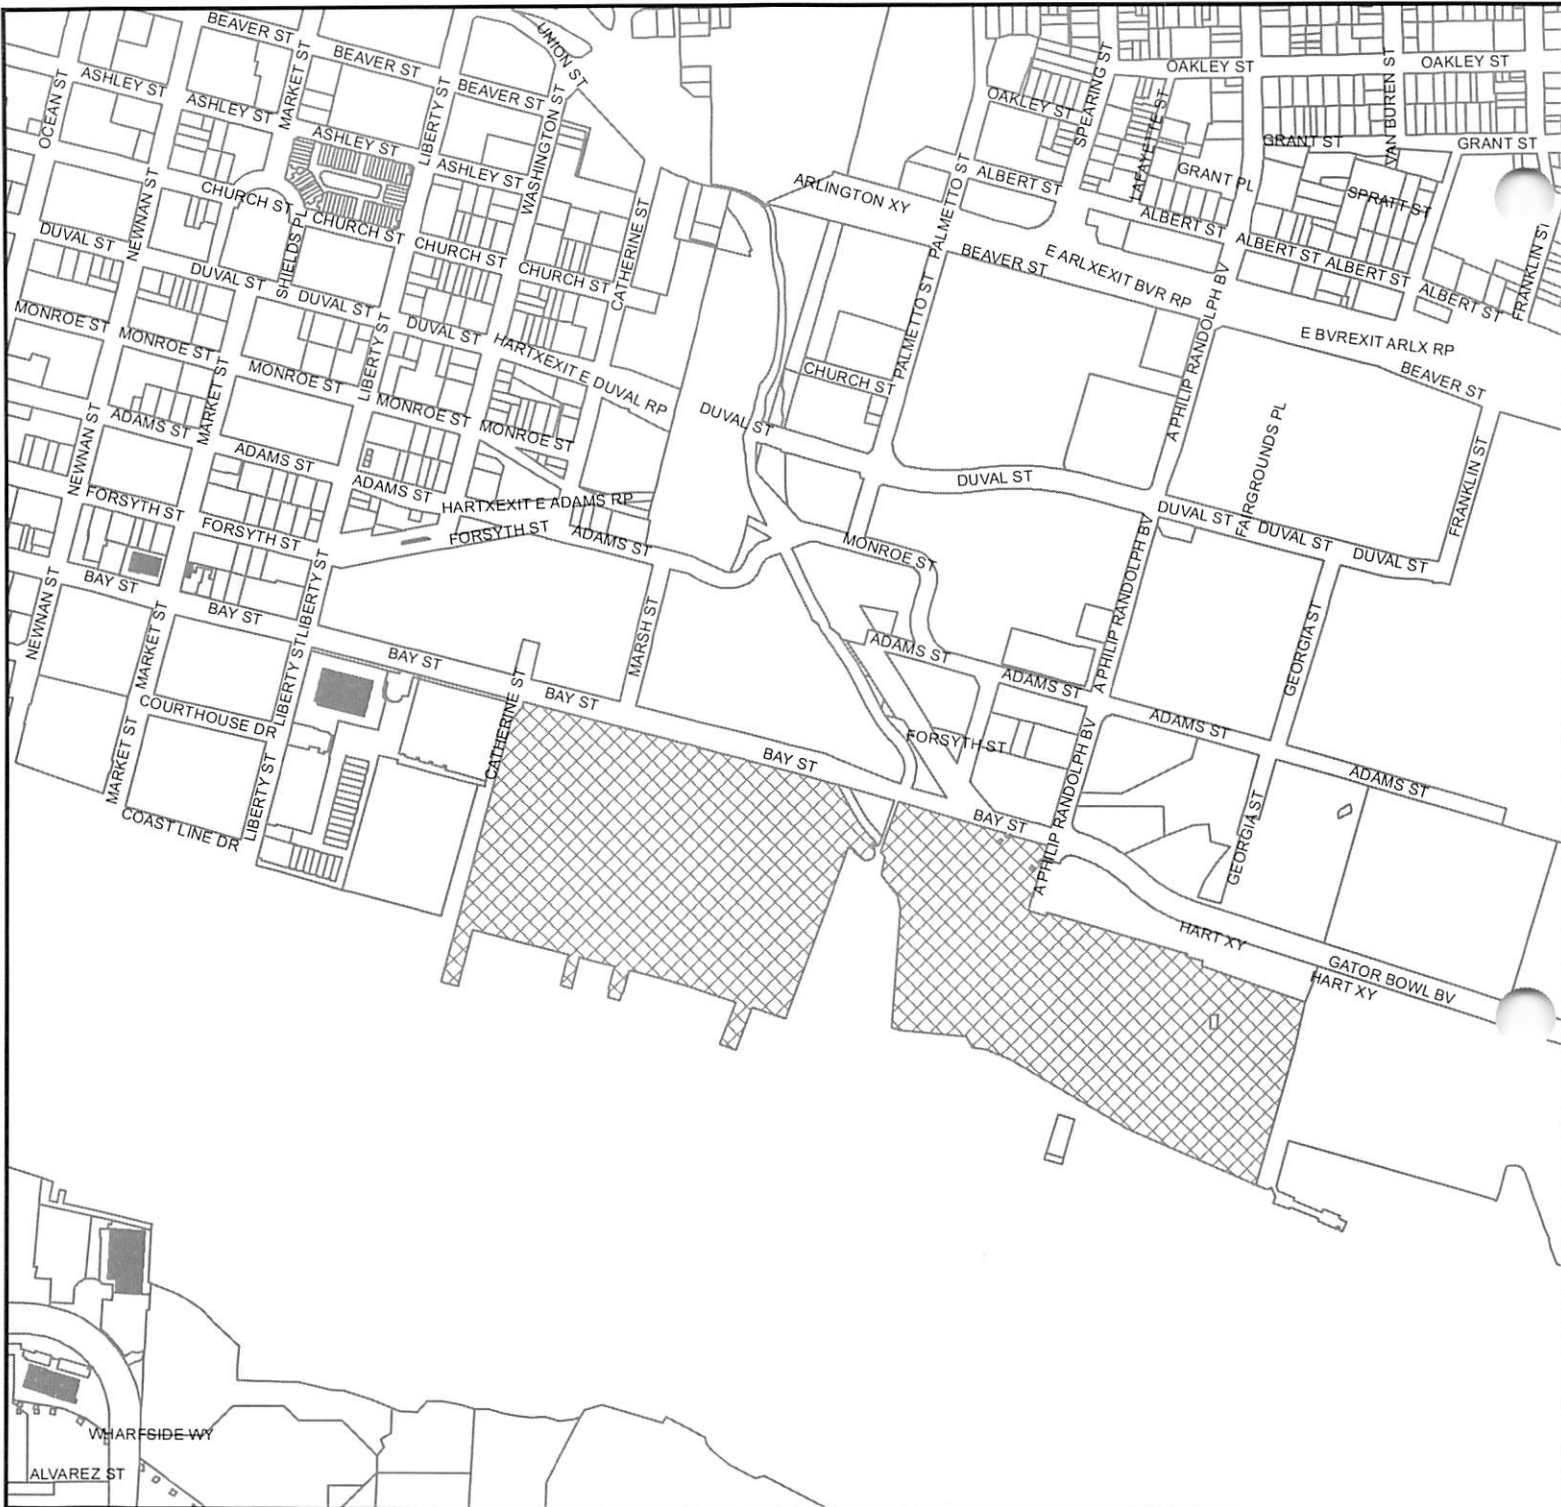 BEAVER ST
BEAVER ST
BEAVER ST
UNION ST
OCEAN ST
ASHLEY ST
ASHLEY ST
MARKET ST
ASHLEY ST
LIBERTY ST
ASHLEY ST
WASHINGTON ST
OAKLEY ST
OAKLEY ST
OAKLEY ST
SPEARING ST
LAFAYETTE ST
VAN BUREN ST
GRANT ST
GRANT ST
GRANT PL
SPRATT ST
ALBERT ST
ALBERT ST
ALBERT ST
ALBERT ST
ALBERT ST
FRANKLIN ST
ARLINGTON XY
PALMETTO ST
BEAVER ST
E ARLXEXIT BVR RP
E BVREXIT ARLX RP
BEAVER ST
NEWNAN ST
CHURCH ST
CHURCH ST
CHURCH ST
CHURCH ST
CATHERINE ST
SHIELDS PL
DUVAL ST
DUVAL ST
DUVAL ST
DUVAL ST
HARTXEXIT E DUVAL RP
LIBERTY ST
MONROE ST
MONROE ST
MONROE ST
MONROE ST
MONROE ST
MARKET ST
CHURCH ST
PALMETTO ST
DUVAL ST
A PHILIP RANDOLPH BV
FAIRGROUNDS PL
FRANKLIN ST
NEWNAN ST
ADAMS ST
ADAMS ST
ADAMS ST
HARTXEXIT E ADAMS RP
FORSYTH ST
FORSYTH ST
FORSYTH ST
ADAMS ST
DUVAL ST
DUVAL ST
DUVAL ST
DUVAL ST
MONROE ST
A PHILIP RANDOLPH BV
GEORGIA ST
NEWNAN ST
BAY ST
BAY ST
MARKET ST
LIBERTY ST
LIBERTY ST
BAY ST
MARSH ST
CATHERINE ST
BAY ST
BAY ST
ADAMS ST
ADAMS ST
ADAMS ST
ADAMS ST
FORSYTH ST
A PHILIP RANDOLPH BV
BAY ST
GEORGIA ST
COURTHOUSE DR
MARKET ST
LIBERTY ST
COAST LINE DR
HART XY
GATOR BOWL BV
HART XY
WHARFSIDE WY
ALVAREZ ST